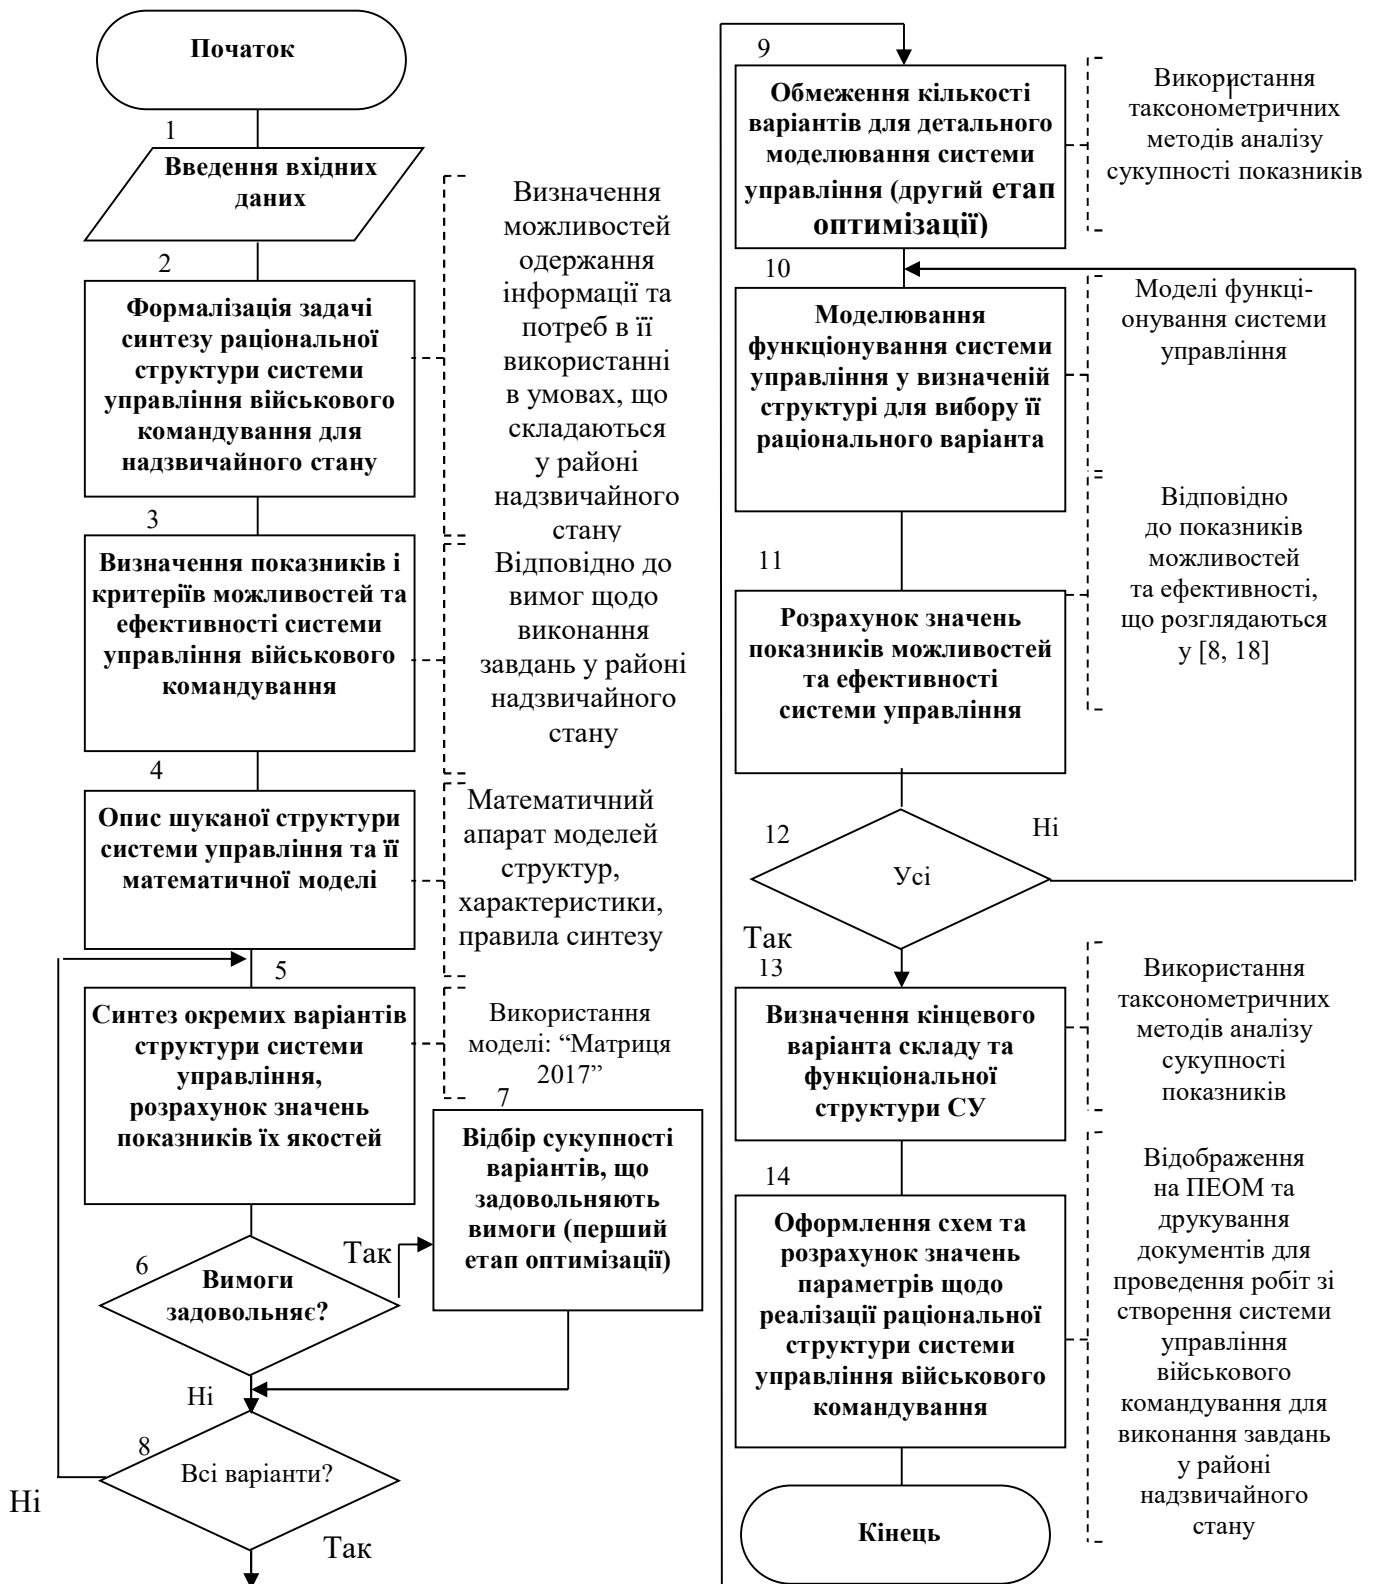 Початок
1
Введення вхідних
даних
2
Формалізація задачі
синтезу раціональної
структури системи
управління військового
командування для
надзвичайного стану
Визначення
можливостей
одержання
інформації та
потреб в її
використанні
в умовах, що
складаються
у районі
надзвичайного
стану
3
Визначення показників і
критеріїв можливостей та
ефективності системи
управління військового
командування
Відповідно до
вимог щодо
виконання
завдань у районі
надзвичайного
стану
4
Опис шуканої структури
системи управління та її
математичної моделі
Математичний
апарат моделей
структур,
характеристики,
правила синтезу
5
Синтез окремих варіантів
структури системи
управління,
розрахунок значень
показників їх якостей
Використання
моделі: “Матриця
2017”
6
Вимоги
задовольняє?
Так
Ні
7
Відбір сукупності
варіантів, що
задовольняють
вимоги (перший
етап оптимізації)
8
Всі варіанти?
Ні
Так
9
Обмеження кількості
варіантів для детального
моделювання системи
управління (другий етап
оптимізації)
Використання
таксонометричних
методів аналізу
сукупності показників
10
Моделювання
функціонування системи
управління у визначеній
структурі для вибору її
раціонального варіанта
Моделі функці-
онування системи
управління
11
Розрахунок значень
показників можливостей
та ефективності
системи управління
Відповідно
до показників
можливостей
та ефективності,
що розглядаються
у [8, 18]
12
Усі
Ні
Так
13
Визначення кінцевого
варіанта складу та
функціональної
структури СУ
Використання
таксонометричних
методів аналізу
сукупності
показників
14
Оформлення схем та
розрахунок значень
параметрів щодо
реалізації раціональної
структури системи
управління військового
командування
Відображення
на ПЕОМ та
друкування
документів для
проведення робіт зі
створення системи
управління
військового
командування для
виконання завдань
у районі
надзвичайного
стану
Кінець